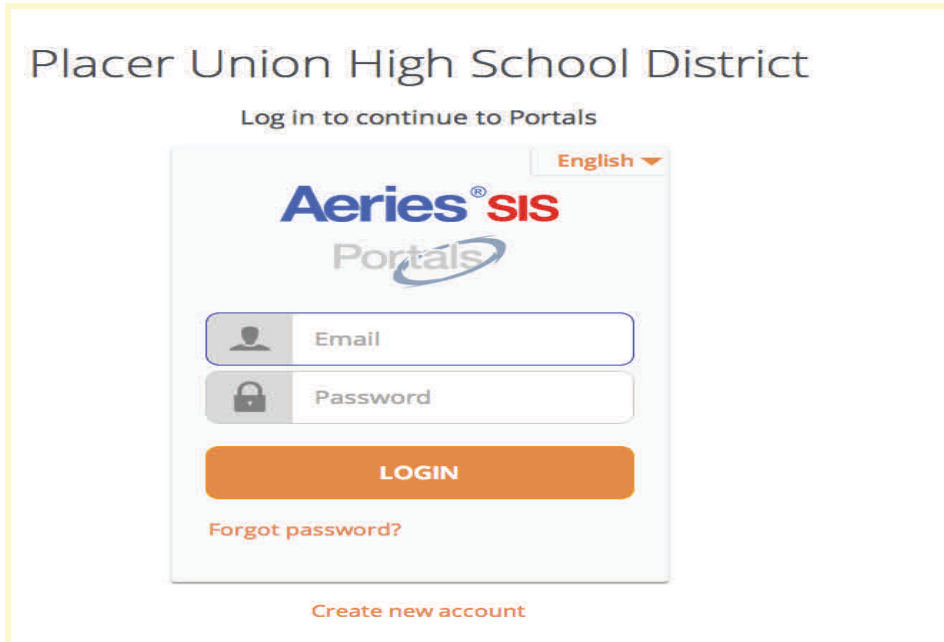 Placer Union High School District
Log in to continue to Portals
English
Aeries® SIS
Portals
Email
Password
LOGIN
Forgot password?
Create new account